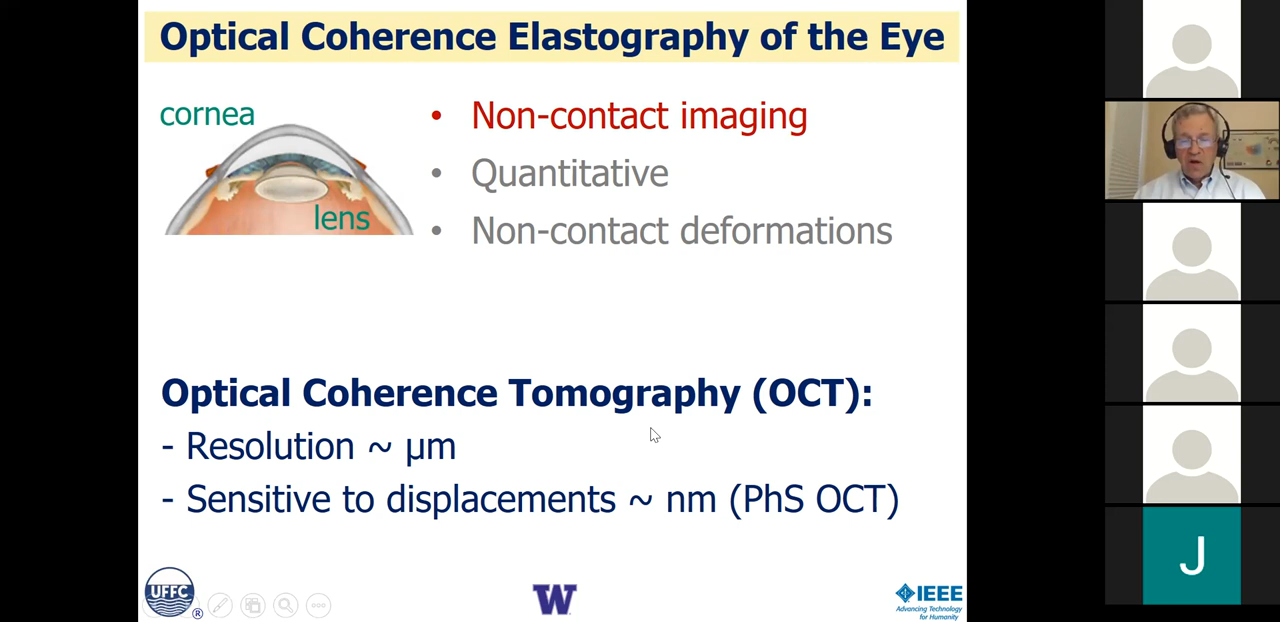 Optical Coherence Elastography of the Eye
cornea
lens
• Non-contact imaging
• Quantitative
• Non-contact deformations
Optical Coherence Tomography (OCT):
- Resolution ~ μm
- Sensitive to displacements ~ nm (PhS OCT)
UFFC
®
W
IEEE
Advancing Technology
for Humanity
J